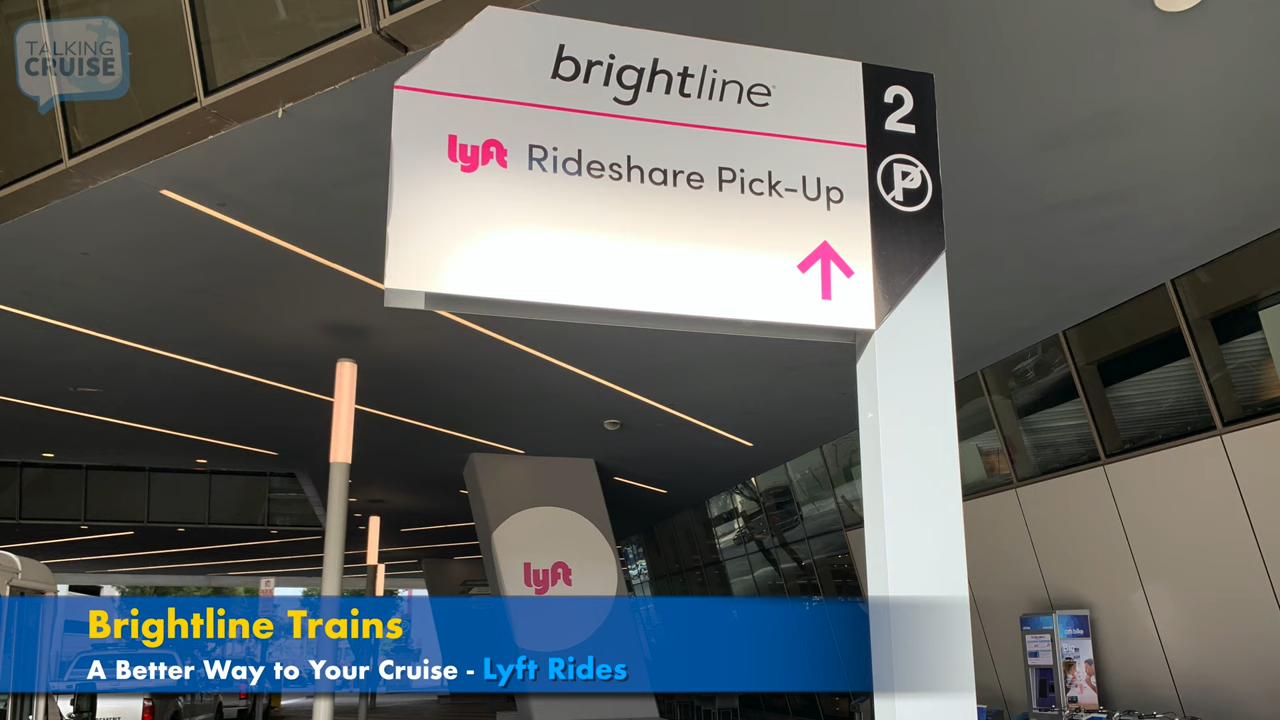 TALKING
CRUISE
brightline
2
lyft Rideshare Pick-Up
P
lyft
Brightline Trains
A Better Way to Your Cruise - Lyft Rides